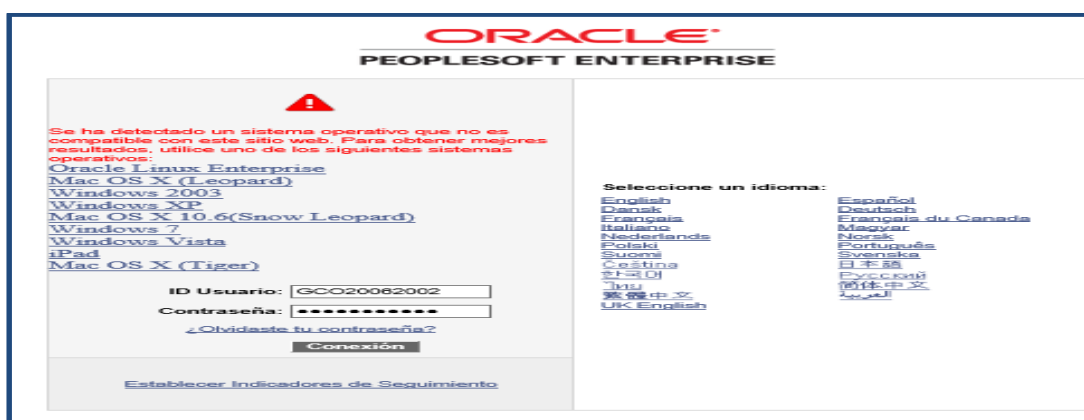 ORACLE
PEOPLESOFT ENTERPRISE
Se ha detectado un sistema operativo que no es
compatible con este sitio web. Para obtener mejores
resultados, utilice uno de los siguientes sistemas
operativos:
Oracle Linux Enterprise
Mac OS X (Leopard)
Windows 2003
Windows XP
Mac OS X 10.6(Snow Leopard)
Windows 7
Windows Vista
iPad
Mac OS X (Tiger)
ID Usuario: GCO20062002
Contraseña: •••••••••••
¿Olvidaste tu contraseña?
Conexión
Establecer Indicadores de Seguimiento
Seleccione un idioma:
English Español
Dansk Deutsch
Français Français du Canada
Italiano Magyar
Nederlands Norsk
Polski Português
Suomi Svenska
Čeština 日本語
한국어 Русский
ไทย 简体中文
繁體中文 العربية
UK English